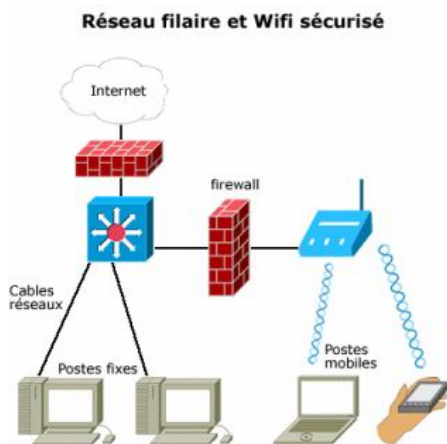 Réseau filaire et Wifi sécurisé
Internet
firewall
Cables
réseaux
Postes fixes
Postes
mobiles